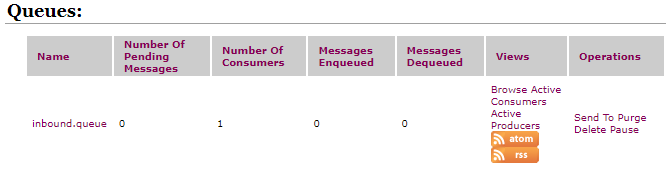 Queues:
Name
Number Of
Pending
Messages
Number Of
Consumers
Messages
Enqueued
Messages
Dequeued
Views
Operations
inbound.queue
0
1
0
0
Browse Active
Consumers
Active
Producers
atom
rss
Send To Purge
Delete Pause